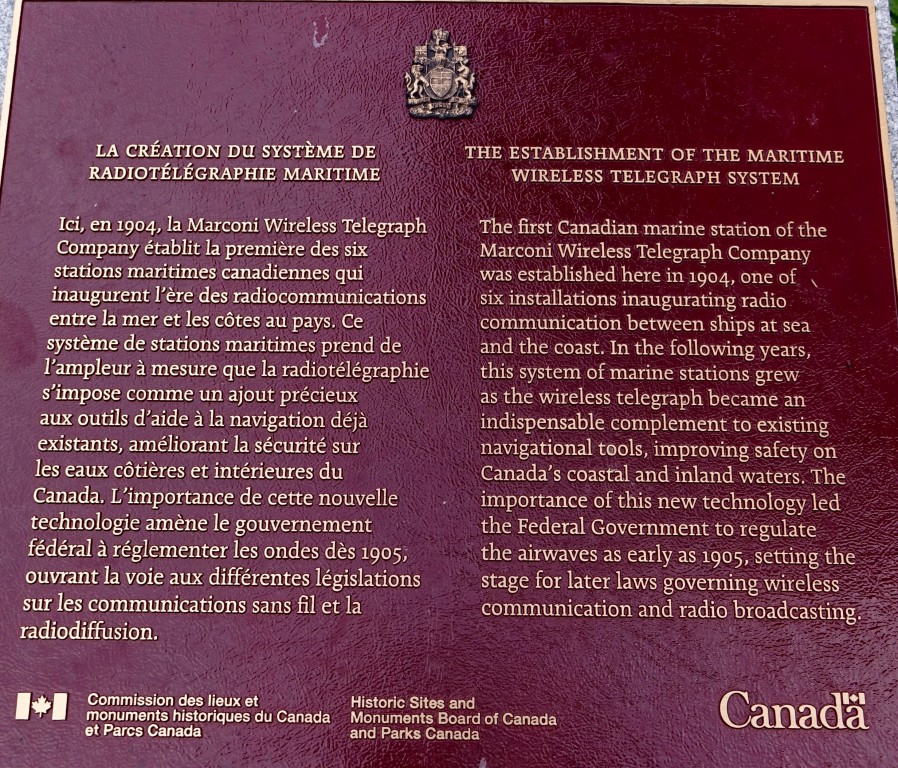 LA CRÉATION DU SYSTÈME DE
RADIOTÉLÉGRAPHIE MARITIME
Ici, en 1904, la Marconi Wireless Telegraph
Company établit la première des six
stations maritimes canadiennes qui
inaugurent l'ère des radiocommunications
entre la mer et les côtes au pays. Ce
système de stations maritimes prend de
l'ampleur à mesure que la radiotélégraphie
s'impose comme un ajout précieux
aux outils d'aide à la navigation déjà
existants, améliorant la sécurité sur
les eaux côtières et intérieures du
Canada. L'importance de cette nouvelle
technologie amène le gouvernement
fédéral à réglementer les ondes dès 1905,
ouvrant la voie aux différentes législations
sur les communications sans fil et la
radiodiffusion.
THE ESTABLISHMENT OF THE MARITIME
WIRELESS TELEGRAPH SYSTEM
The first Canadian marine station of the
Marconi Wireless Telegraph Company
was established here in 1904, one of
six installations inaugurating radio
communication between ships at sea
and the coast. In the following years,
this system of marine stations grew
as the wireless telegraph became an
indispensable complement to existing
navigational tools, improving safety on
Canada's coastal and inland waters. The
importance of this new technology led
the Federal Government to regulate
the airwaves as early as 1905, setting the
stage for later laws governing wireless
communication and radio broadcasting.
Commission des lieux et
monuments historiques du Canada
et Parcs Canada
Historic Sites and
Monuments Board of Canada
and Parks Canada
Canada